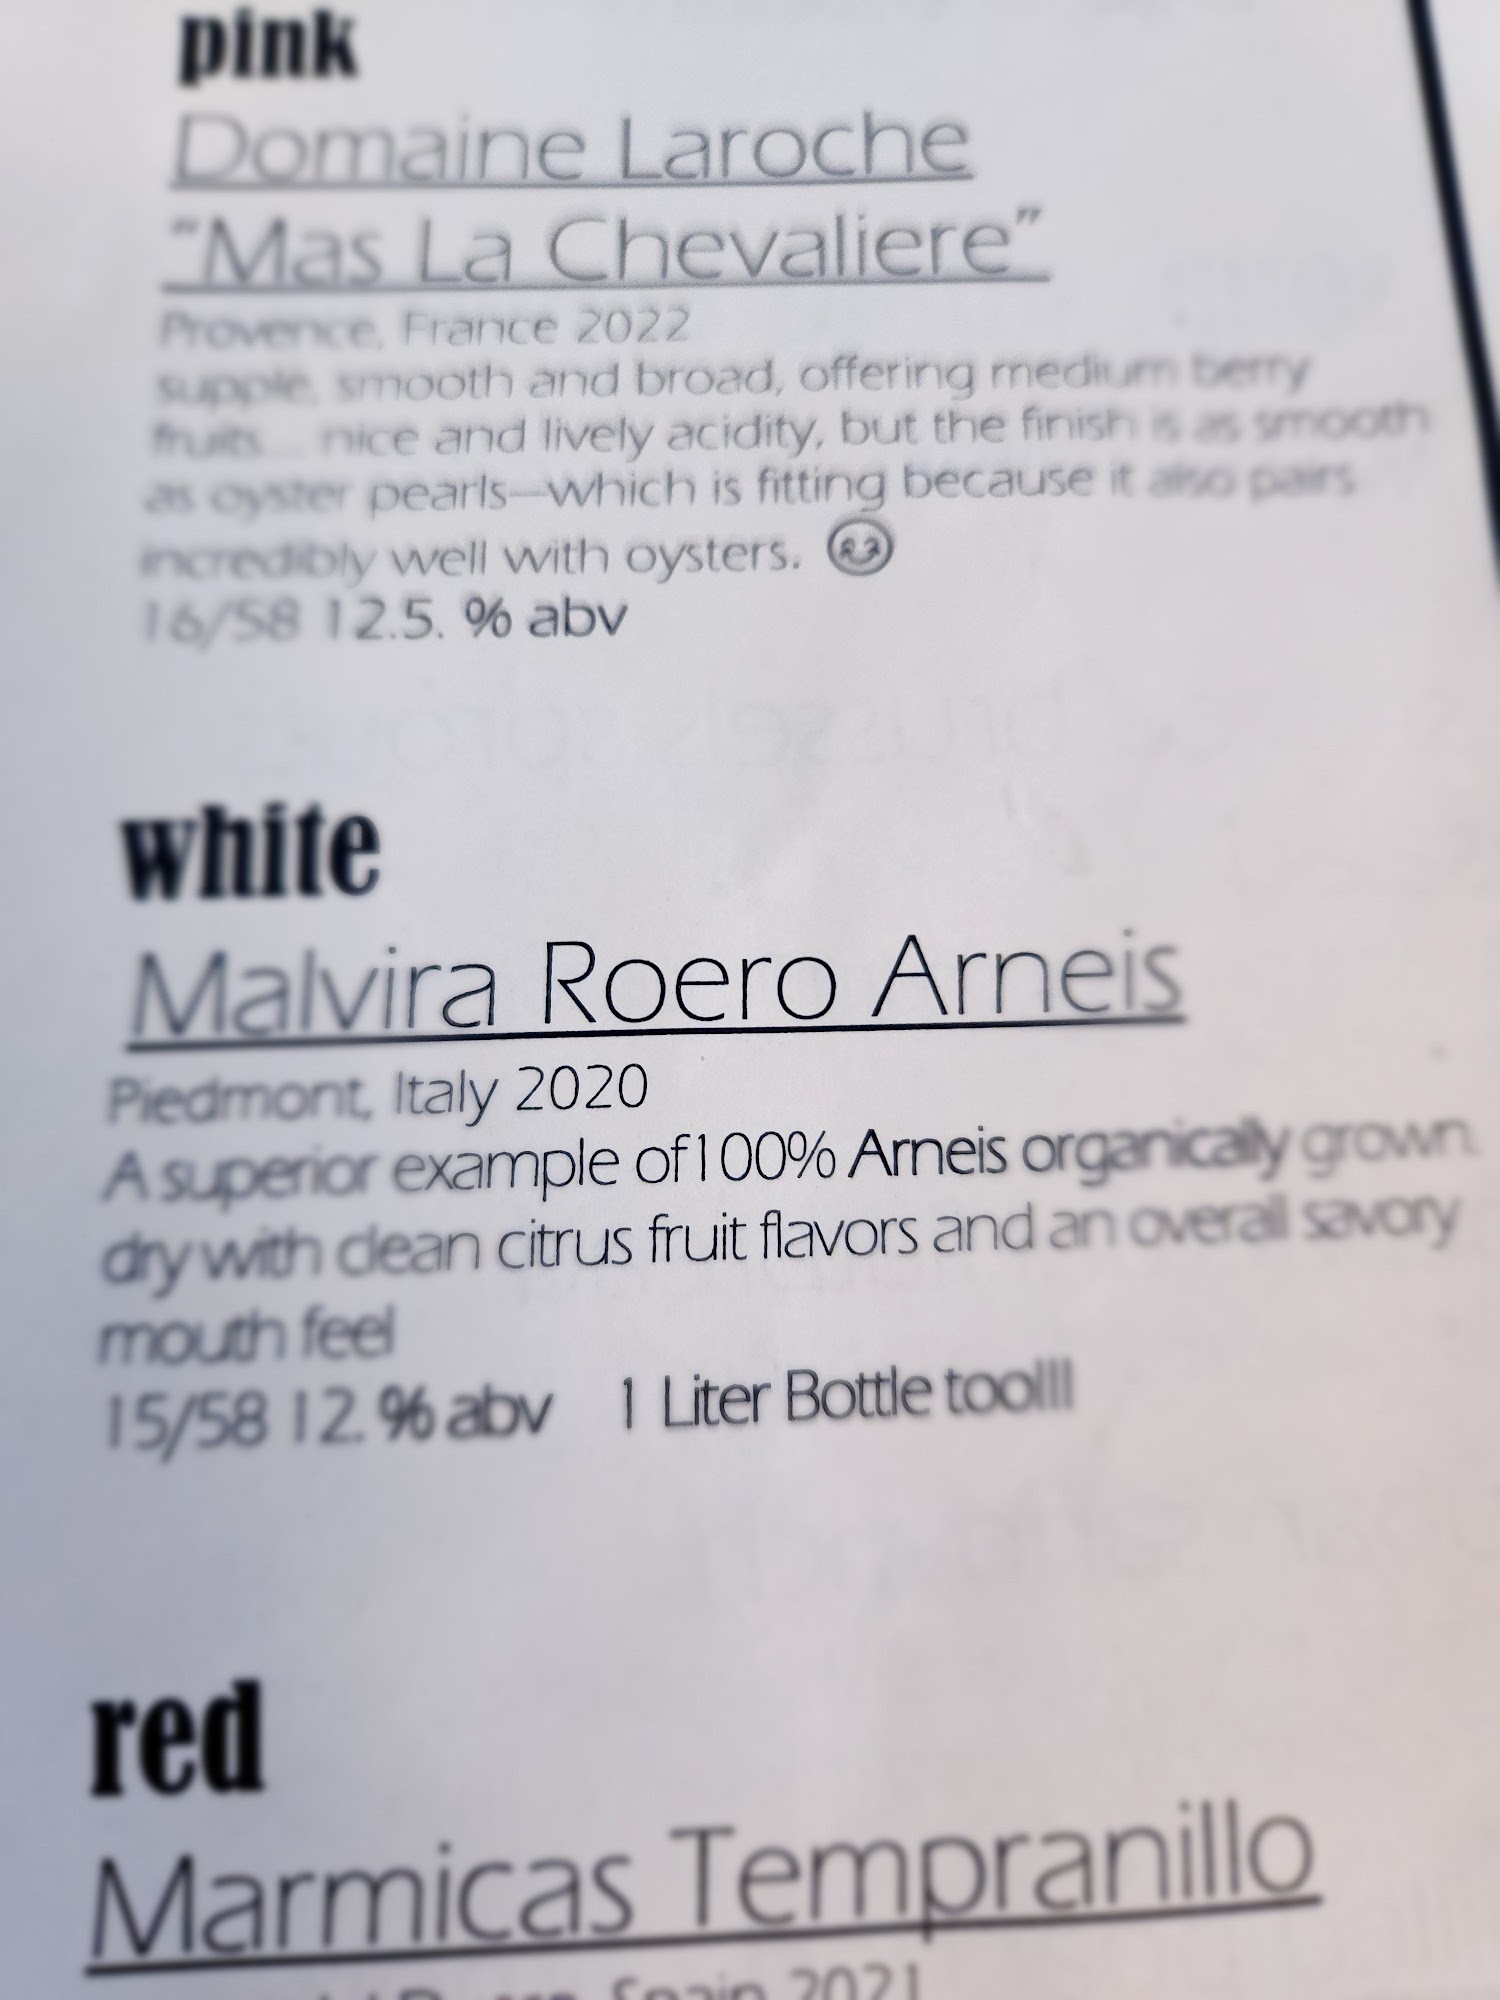 pink
Domaine Laroche
"Mas La Chevaliere"
Provence, France 2022
supple, smooth and broad, offering medium berry
fruits... nice and lively acidity, but the finish is as smooth
as oyster pearls—which is fitting because it also pairs
incredibly well with oysters.
16/58 12.5. % abv
white
Malvira Roero Arneis
Piedmont, Italy 2020
A superior example of100% Arneis organically grown.
dry with clean citrus fruit flavors and an overall savory
mouth feel
15/58 12. % abv 1 Liter Bottle too!!!
red
Marmicas Tempranillo
Spain 2021